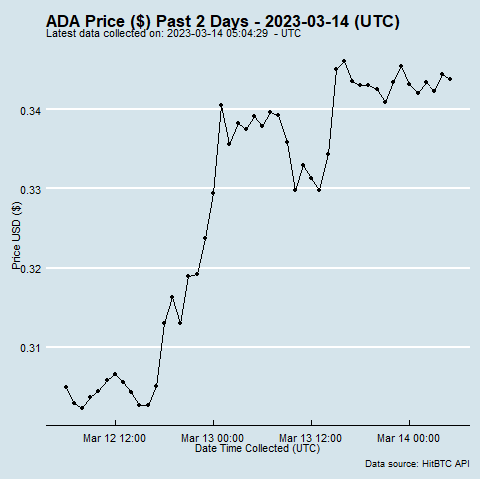 ADA Price ($) Past 2 Days - 2023-03-14 (UTC)
Latest data collected on: 2023-03-14 05:04:29  - UTC
Price USD ($)
0.34
0.33
0.32
0.31
Mar 12 12:00 Mar 13 00:00 Mar 13 12:00 Mar 14 00:00
Date Time Collected (UTC)
Data source: HitBTC API